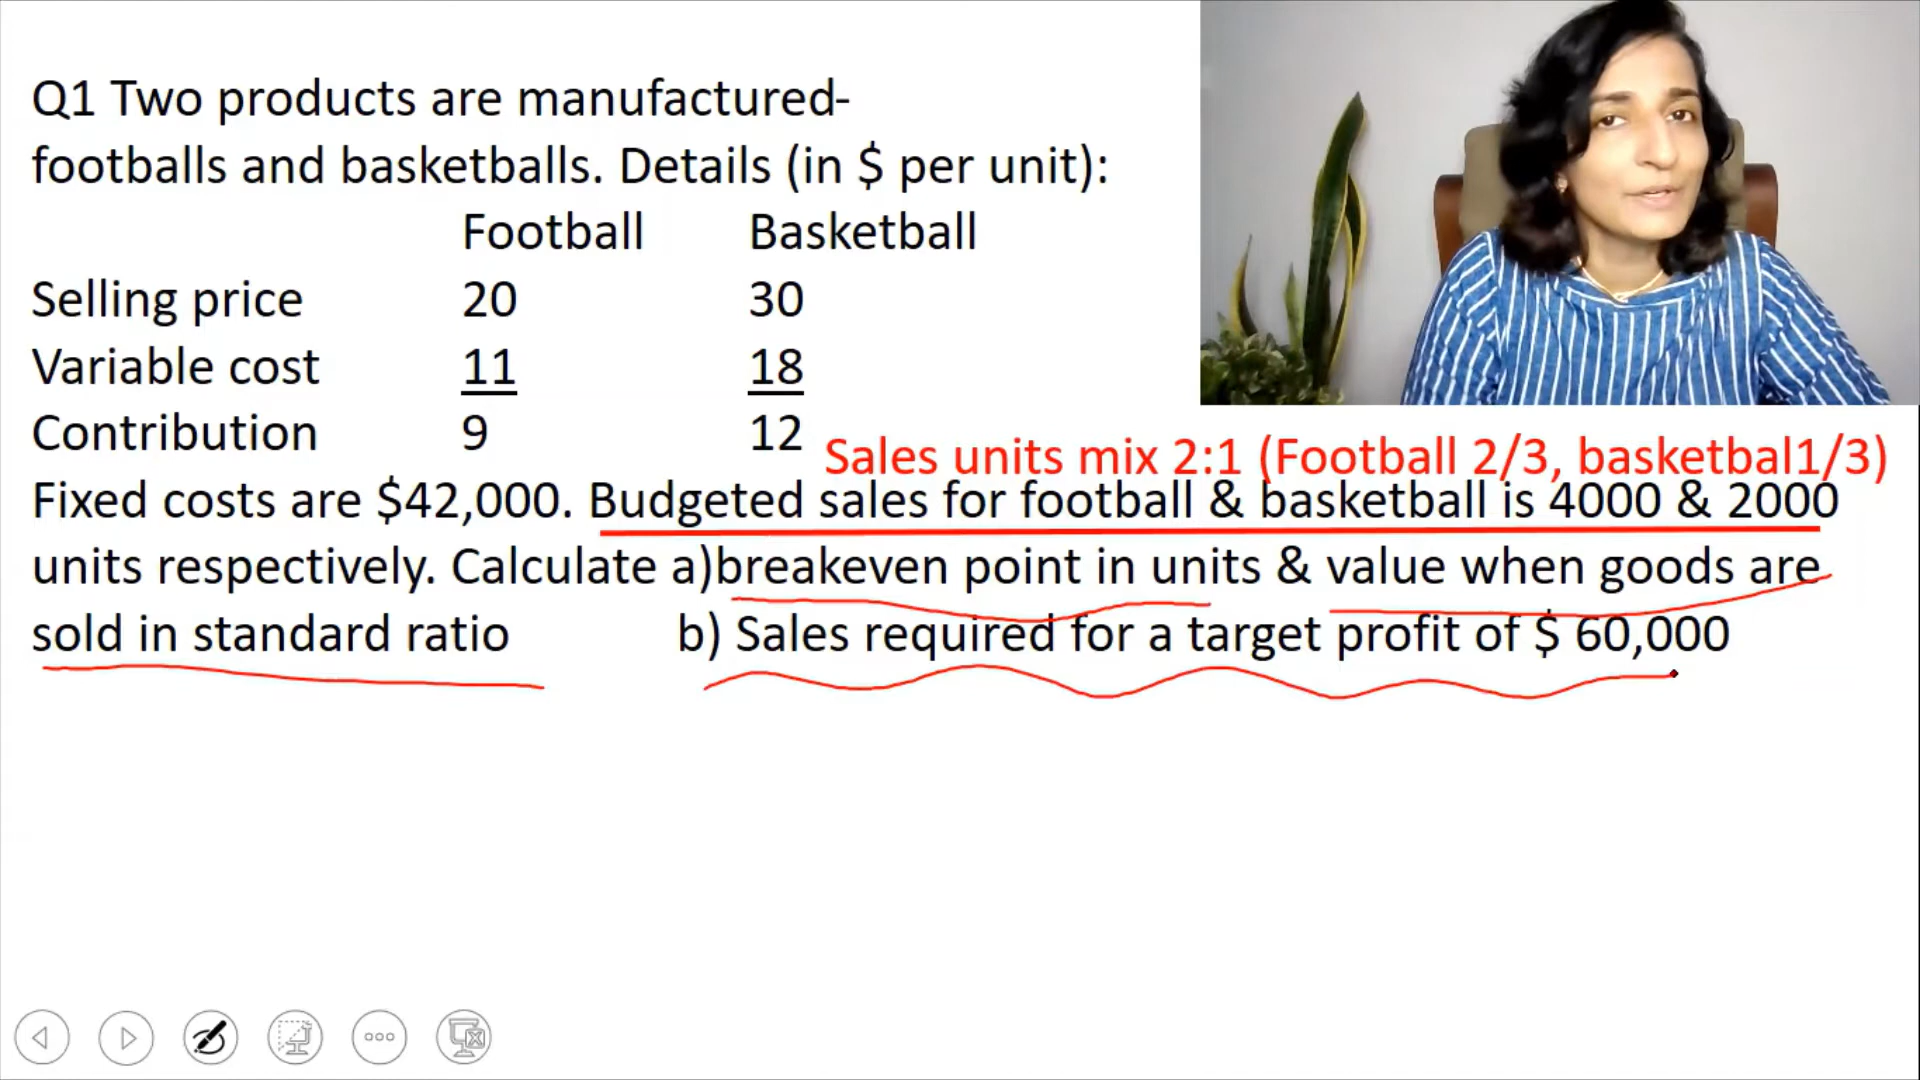 Q1 Two products are manufactured-
footballs and basketballs. Details (in $ per unit):
Football Basketball
Selling price 20 30
Variable cost 11 18
Contribution 9 12
Sales units mix 2:1 (Football 2/3, basketbal1/3)
Fixed costs are $42,000. Budgeted sales for football & basketball is 4000 & 2000
units respectively. Calculate a)breakeven point in units & value when goods are
sold in standard ratio b) Sales required for a target profit of $ 60,000